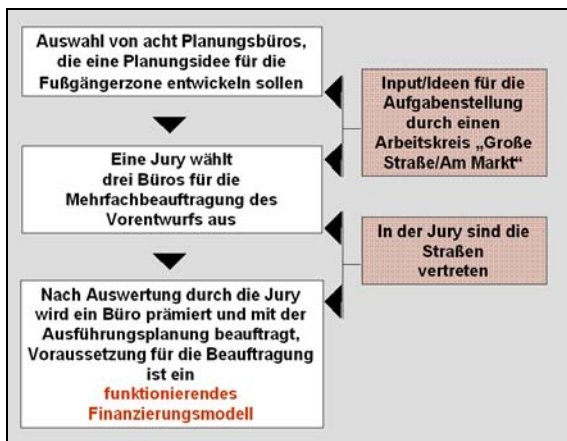 Auswahl von acht Planungsbüros,
die eine Planungsidee für die
Fußgängerzone entwickeln sollen
Input/Ideen für die
Aufgabenstellung
durch einen
Arbeitskreis „Große
Straße/Am Markt“
Eine Jury wählt
drei Büros für die
Mehrfachbeauftragung des
Vorentwurfs aus
In der Jury sind die
Straßen
vertreten
Nach Auswertung durch die Jury
wird ein Büro prämiert und mit der
Ausführungsplanung beauftragt,
Voraussetzung für die Beauftragung
ist ein
funktionierendes
Finanzierungsmodell